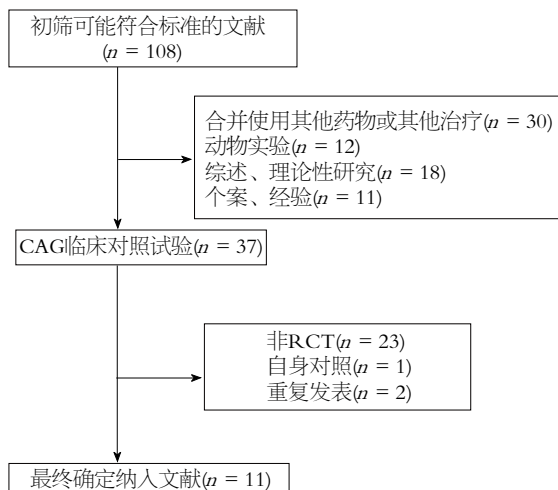 初筛可能符合标准的文献
(n = 108)
合并使用其他药物或其他治疗(n = 30)
动物实验(n = 12)
综述、理论性研究(n = 18)
个案、经验(n = 11)
CAG临床对照试验(n = 37)
非RCT(n = 23)
自身对照(n = 1)
重复发表(n = 2)
最终确定纳入文献(n = 11)